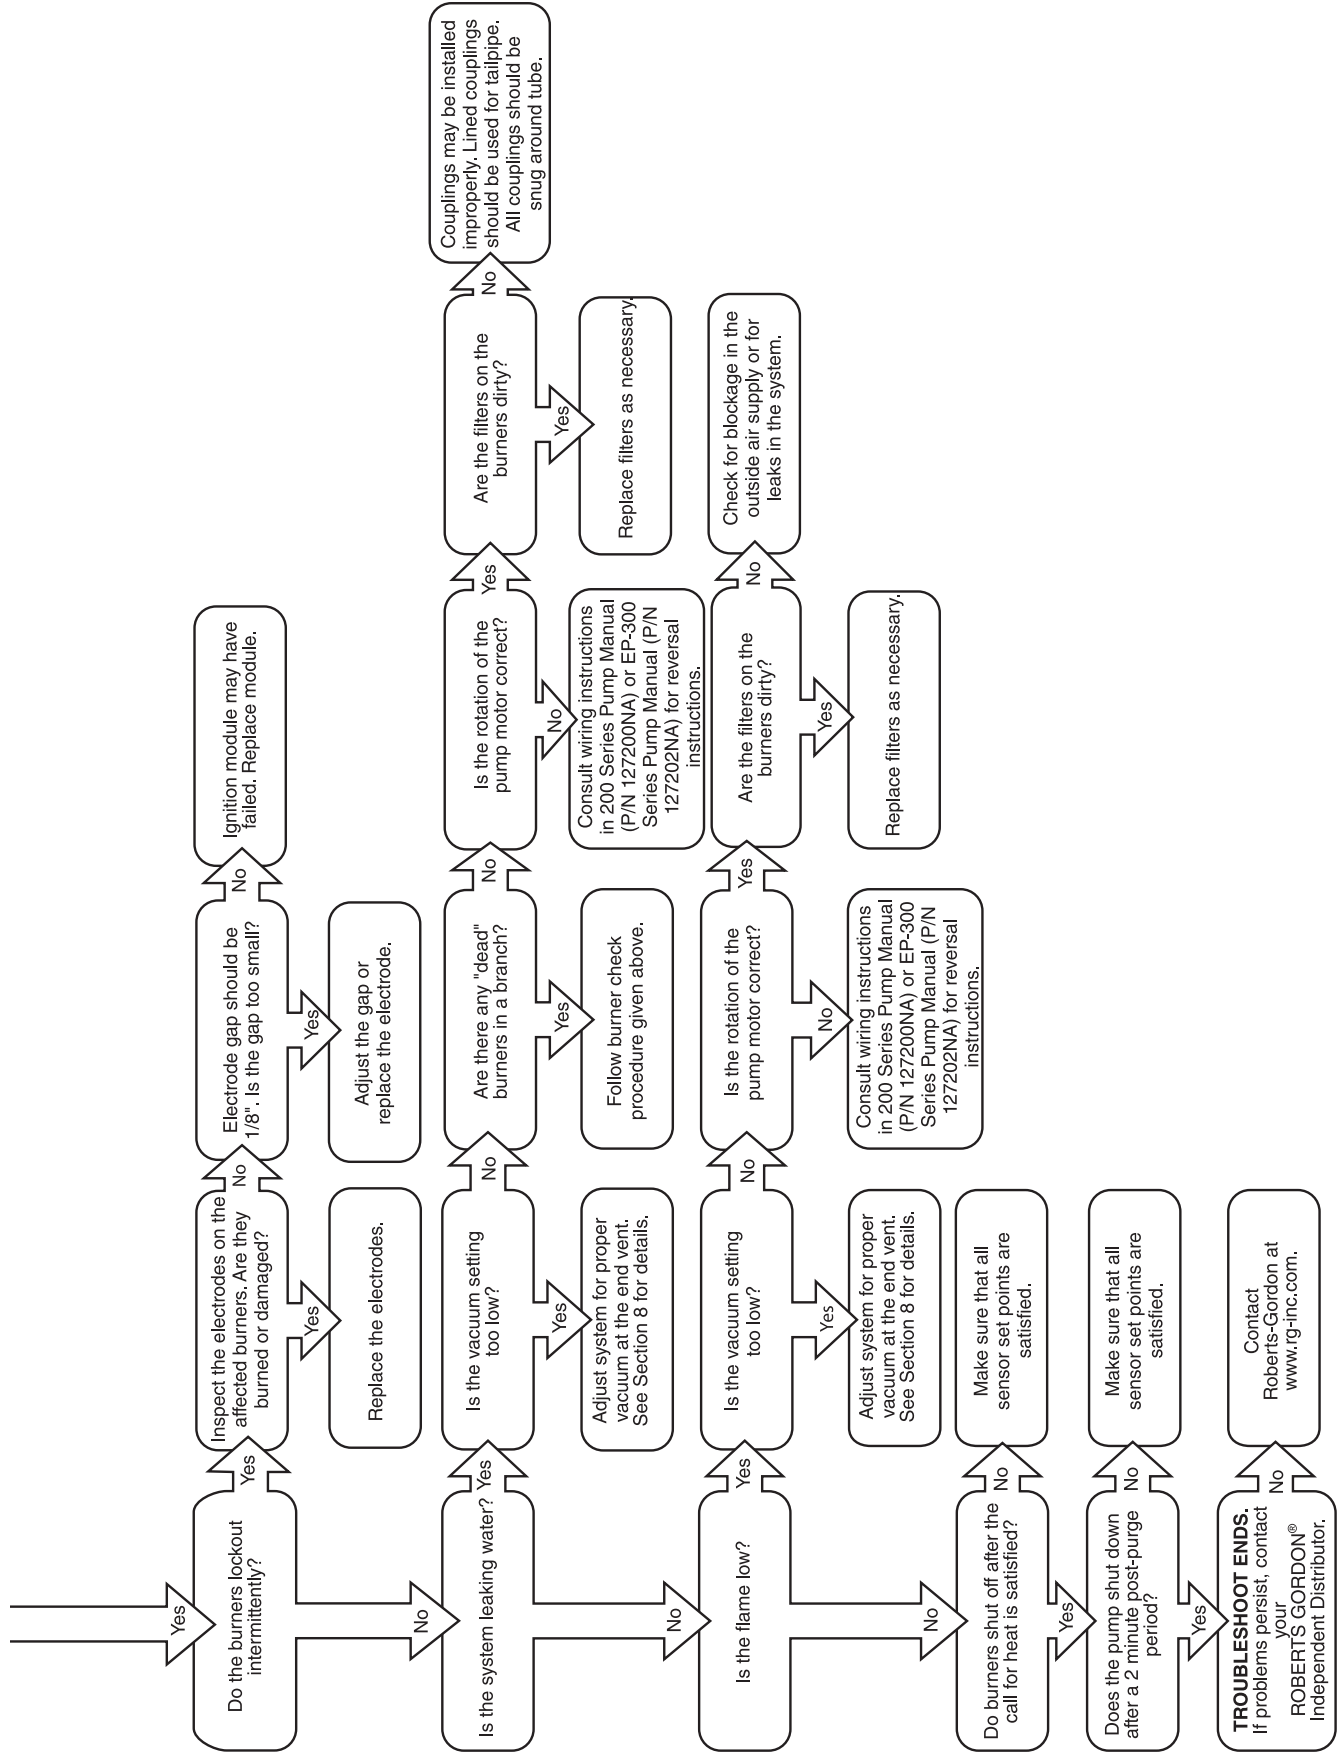 Yes
Do the burners lockout
intermittently?
Yes
Inspect the electrodes on the
affected burners. Are they
burned or damaged?
Yes
Replace the electrodes.
No
Electrode gap should be
1/8". Is the gap too small?
Yes
Adjust the gap or
replace the electrode.
No
Ignition module may have
failed. Replace module.
No
Is the system leaking water?
Yes
Is the vacuum setting
too low?
Yes
Adjust system for proper
vacuum at the end vent.
See Section 8 for details.
No
Are there any "dead"
burners in a branch?
Yes
Follow burner check
procedure given above.
No
Is the rotation of the
pump motor correct?
No
Consult wiring instructions
in 200 Series Pump Manual
(P/N 127200NA) or EP-300
Series Pump Manual (P/N
127202NA) for reversal
instructions.
Yes
Are the filters on the
burners dirty?
Yes
Replace filters as necessary.
No
Couplings may be installed
improperly. Lined couplings
should be used for tailpipe.
All couplings should be
snug around tube.
No
Is the flame low?
Yes
Is the vacuum setting
too low?
Yes
Adjust system for proper
vacuum at the end vent.
See Section 8 for details.
No
Is the rotation of the
pump motor correct?
No
Consult wiring instructions
in 200 Series Pump Manual
(P/N 127200NA) or EP-300
Series Pump Manual (P/N
127202NA) for reversal
instructions.
Yes
Are the filters on the
burners dirty?
Yes
Replace filters as necessary.
No
Check for blockage in the
outside air supply or for
leaks in the system.
No
Do burners shut off after the
call for heat is satisfied?
No
Make sure that all
sensor set points are
satisfied.
Yes
Does the pump shut down
after a 2 minute post-purge
period?
No
Make sure that all
sensor set points are
satisfied.
Yes
TROUBLESHOOT ENDS.
If problems persist, contact
your
ROBERTS GORDON®
Independent Distributor.
No
Contact
Roberts-Gordon at
www.rg-inc.com.